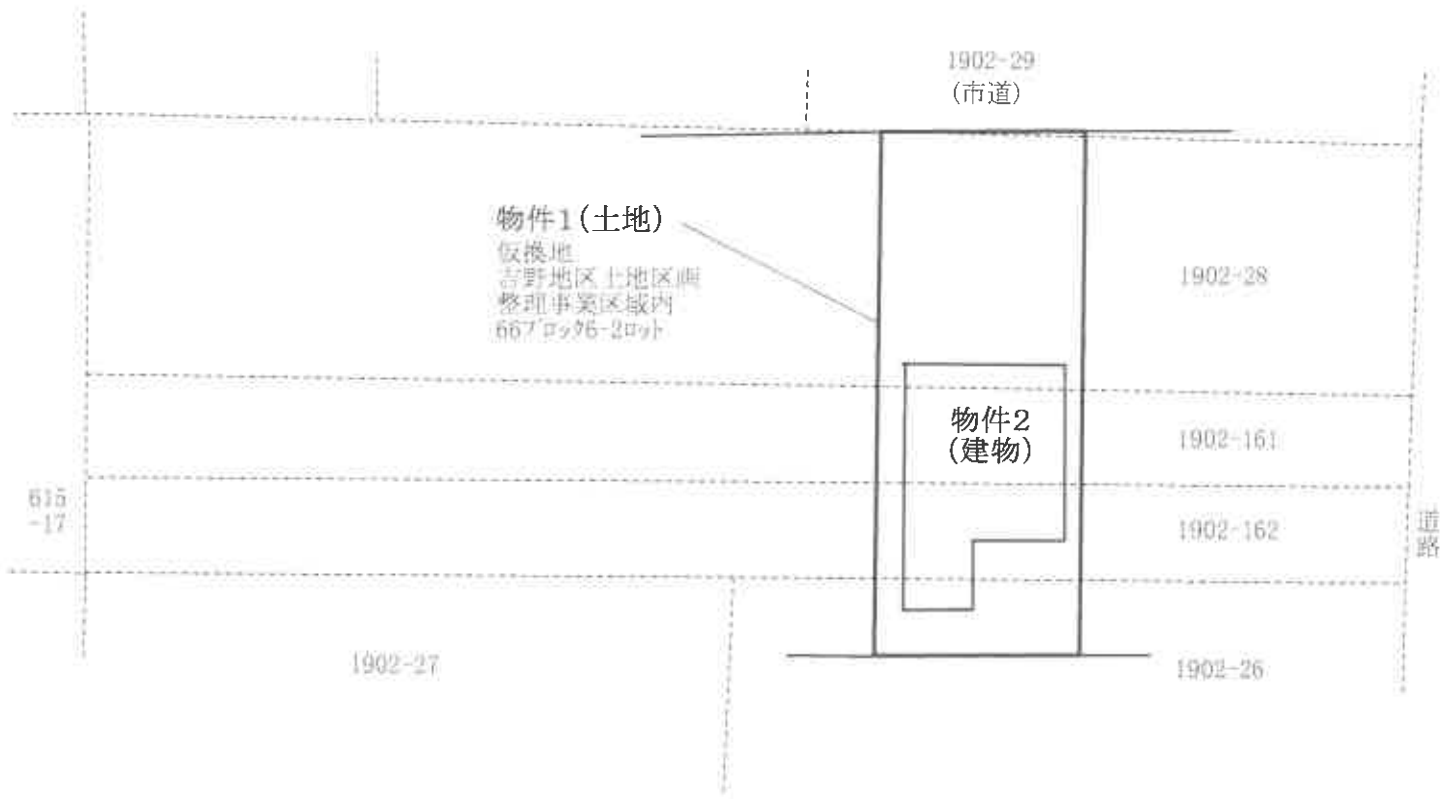 1902-29
(市道)
物件1(土地)
仮換地
吉野地区土地区画
整理事業区域内
66ブロック6-2ロット
1902-28
物件2
(建物)
1902-161
615
-17
1902-162
道路
1902-27
1902-26